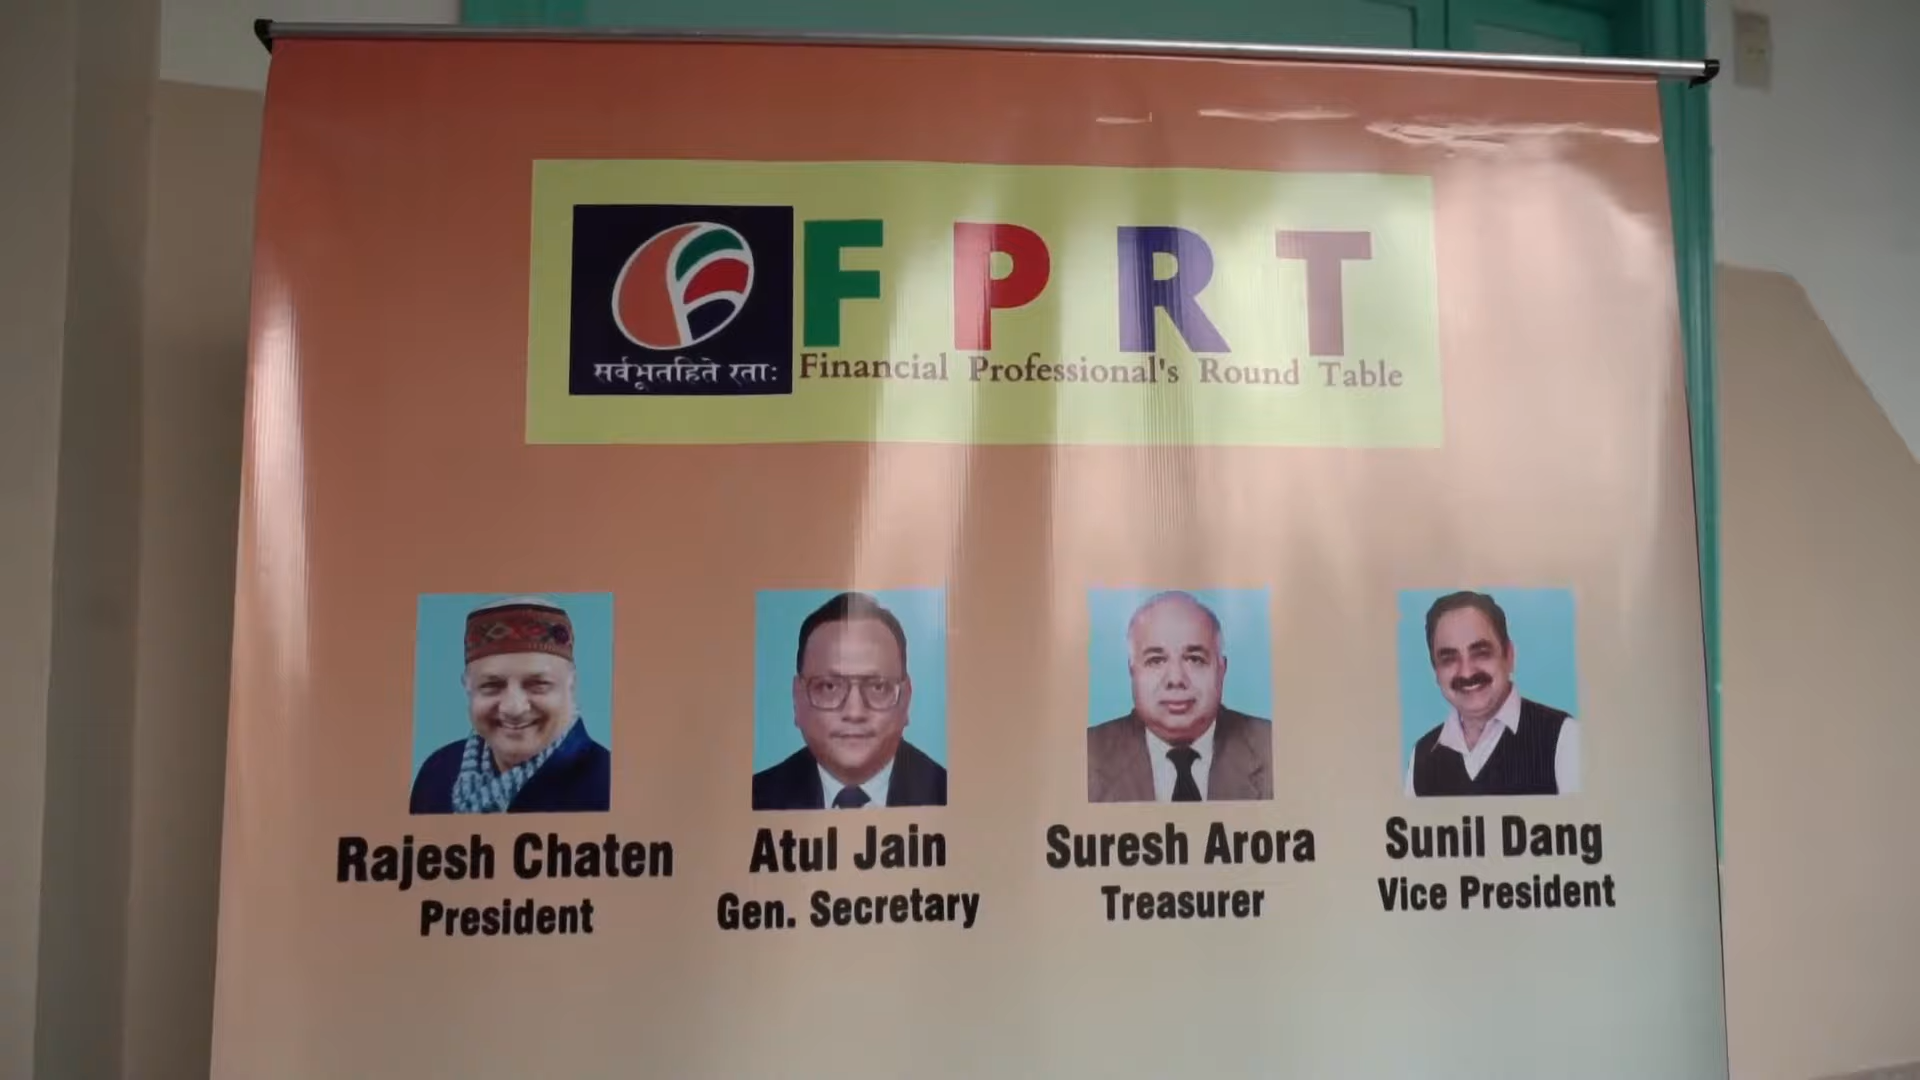 F P R T
सर्वभूतहिते रताः
Financial Professional's Round Table
Rajesh Chaten
President
Atul Jain
Gen. Secretary
Suresh Arora
Treasurer
Sunil Dang
Vice President